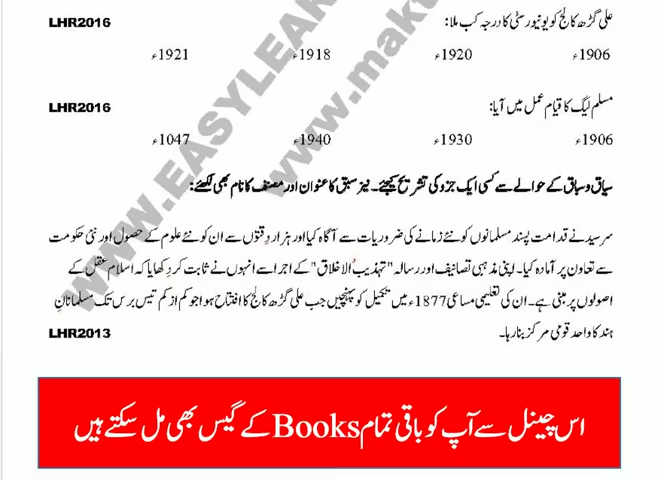 علی گڑھ کالج کو یونیورسٹی کا درجہ کب ملا: LHR2016
1906ء 1920ء 1918ء 1921ء
مسلم لیگ کا قیام عمل میں آیا: LHR2016
1906ء 1930ء 1940ء 1047ء
سیاق و سباق کے حوالے سے کسی ایک جزو کی تشریح کیجئے۔ نیز سبق کا عنوان اور مصنف کا نام بھی لکھئے:
سرسید نے قدامت پسند مسلمانوں کو نئے زمانے کی ضروریات سے آگاہ کیا اور ہزار دقتوں سے ان کو نئے علوم کے حصول اور نئی حکومت
سے تعاون پر آمادہ کیا۔ اپنی مذہبی تصانیف اور رسالہ "تہذیبُ الاخلاق" کے اجرا سے انہوں نے ثابت کر دکھایا کہ اسلام عقل کے
اصولوں پر مبنی ہے۔ ان کی تعلیمی مساعی 1877ء میں تکمیل کو پہنچیں جب علی گڑھ کالج کا افتتاح ہوا جو کم از کم تیس برس تک مسلمانانِ
ہند کا واحد قومی مرکز بنا رہا۔ LHR2013
WWW.EASYLEAR
www.makt
اس چینل سے آپ کو باقی تمام Books کے گیس بھی مل سکتے ہیں